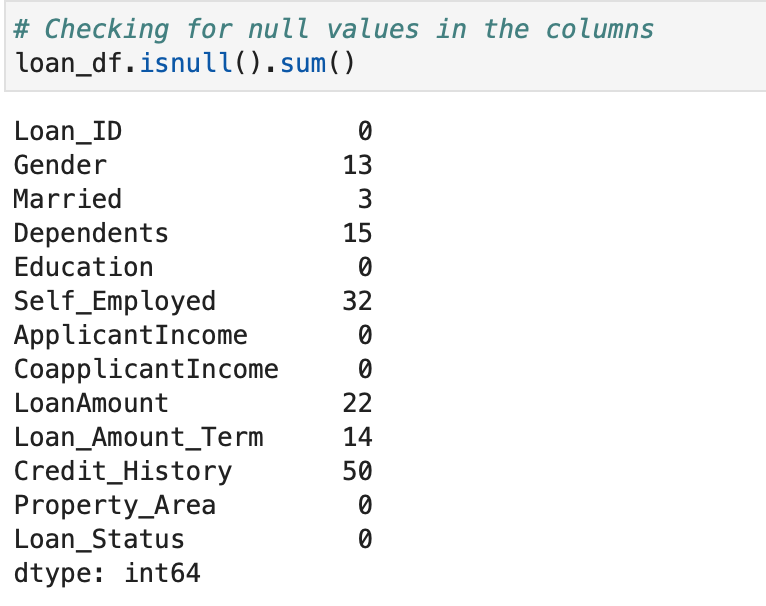 # Checking for null values in the columns
loan_df.isnull().sum()
Loan_ID 0
Gender 13
Married 3
Dependents 15
Education 0
Self_Employed 32
ApplicantIncome 0
CoapplicantIncome 0
LoanAmount 22
Loan_Amount_Term 14
Credit_History 50
Property_Area 0
Loan_Status 0
dtype: int64